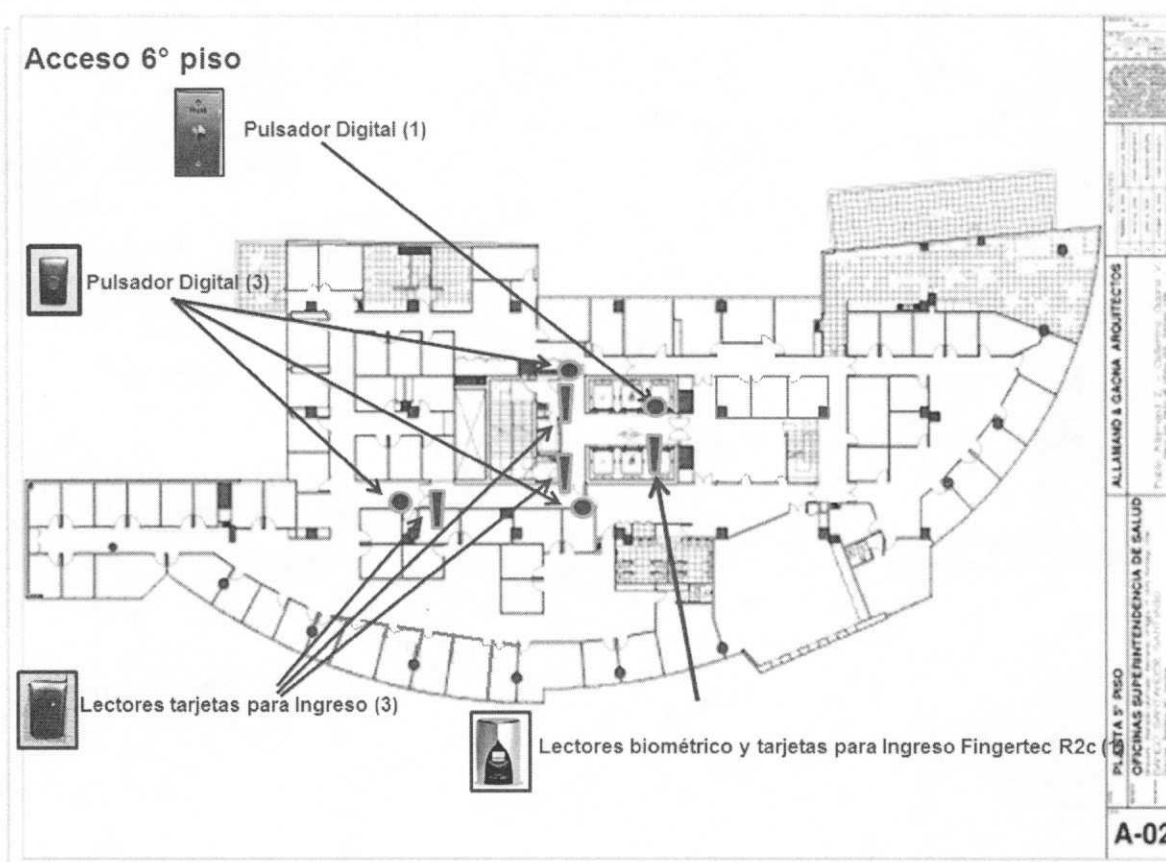 Acceso 6° piso
Pulsador Digital (1)
Pulsador Digital (3)
Lectores tarjetas para Ingreso (3)
Lectores biométrico y tarjetas para Ingreso Fingertec R2c (
ALLAMAND & GAONA ARQUITECTOS
PLANTA 5° PISO
OFICINAS SUPERINTENDENCIA DE SALUD
A-02